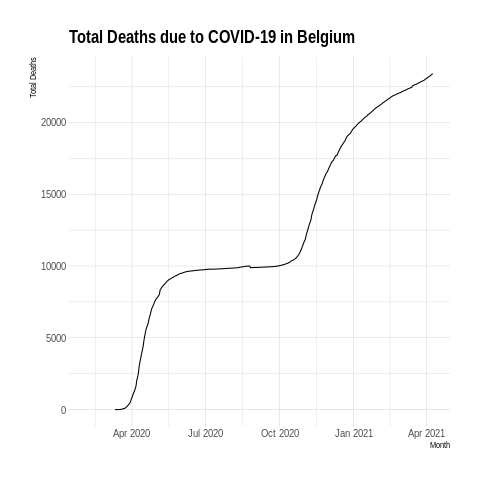 Total Deaths due to COVID-19 in Belgium
Total Deaths
20000
15000
10000
5000
0
Apr 2020 Jul 2020 Oct 2020 Jan 2021 Apr 2021
Month